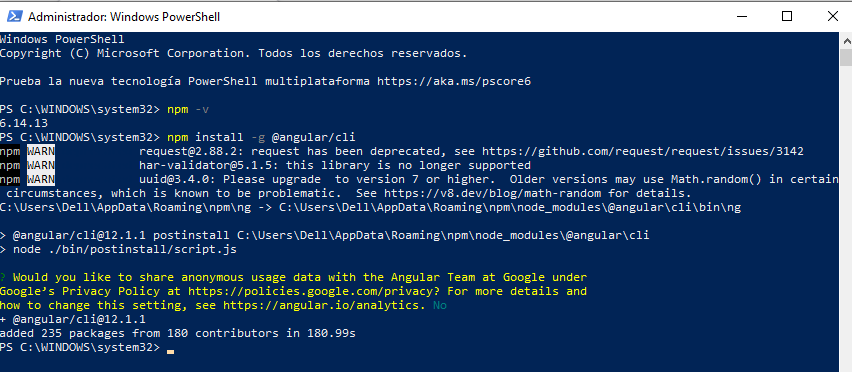 Administrador: Windows PowerShell
Windows PowerShell
Copyright (C) Microsoft Corporation. Todos los derechos reservados.
Prueba la nueva tecnología PowerShell multiplataforma https://aka.ms/pscore6
PS C:\WINDOWS\system32> npm -v
6.14.13
PS C:\WINDOWS\system32> npm install -g @angular/cli
npm WARN request@2.88.2: request has been deprecated, see https://github.com/request/request/issues/3142
npm WARN har-validator@5.1.5: this library is no longer supported
npm WARN uuid@3.4.0: Please upgrade  to version 7 or higher.  Older versions may use Math.random() in certain
 circumstances, which is known to be problematic.  See https://v8.dev/blog/math-random for details.
C:\Users\Dell\AppData\Roaming\npm\ng -> C:\Users\Dell\AppData\Roaming\npm\node_modules\@angular\cli\bin\ng
> @angular/cli@12.1.1 postinstall C:\Users\Dell\AppData\Roaming\npm\node_modules\@angular\cli
> node ./bin/postinstall/script.js
? Would you like to share anonymous usage data with the Angular Team at Google under
Google’s Privacy Policy at https://policies.google.com/privacy? For more details and
how to change this setting, see https://angular.io/analytics. No
+ @angular/cli@12.1.1
added 235 packages from 180 contributors in 180.99s
PS C:\WINDOWS\system32>